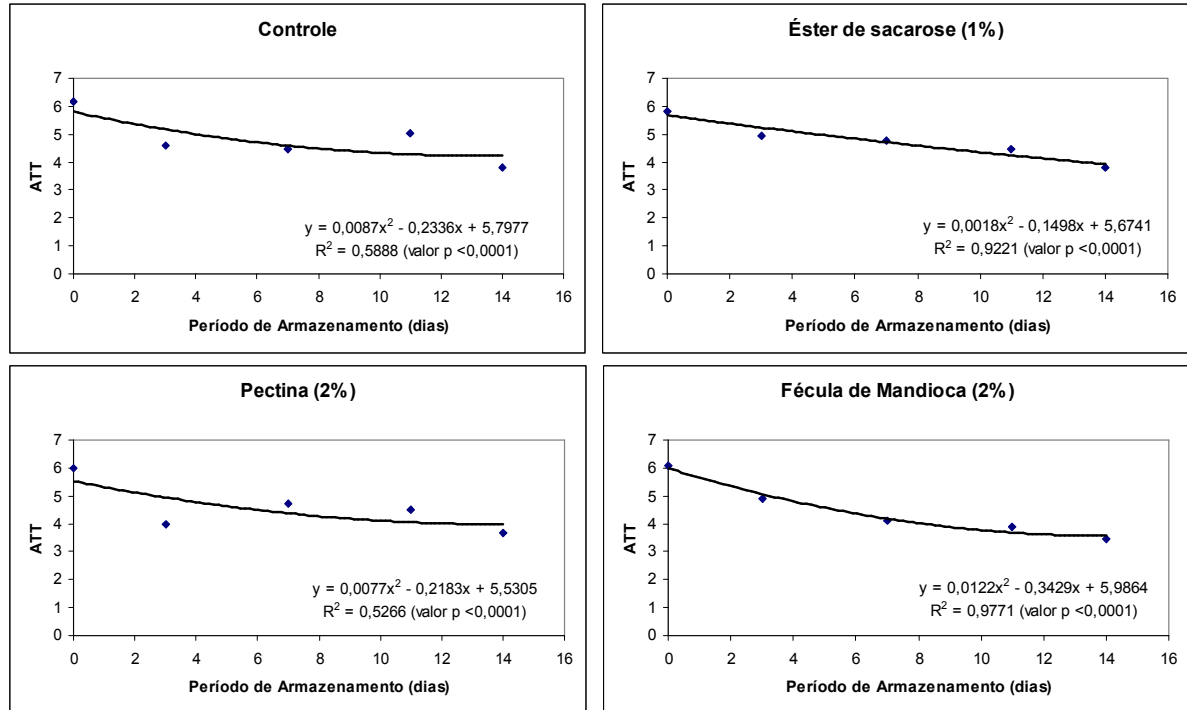 Controle
7
6
5
4
3
2
1
0
ATT
y = 0,0087x² - 0,2336x + 5,7977
R² = 0,5888 (valor p <0,0001)
0 2 4 6 8 10 12 14 16
Período de Armazenamento (dias)
Éster de sacarose (1%)
7
6
5
4
3
2
1
0
ATT
y = 0,0018x² - 0,1498x + 5,6741
R² = 0,9221 (valor p <0,0001)
0 2 4 6 8 10 12 14 16
Período de Armazenamento (dias)
Pectina (2%)
7
6
5
4
3
2
1
0
ATT
y = 0,0077x² - 0,2183x + 5,5305
R² = 0,5266 (valor p <0,0001)
0 2 4 6 8 10 12 14 16
Período de Armazenamento (dias)
Fécula de Mandioca (2%)
7
6
5
4
3
2
1
0
ATT
y = 0,0122x² - 0,3429x + 5,9864
R² = 0,9771 (valor p <0,0001)
0 2 4 6 8 10 12 14 16
Período de Armazenamento (dias)